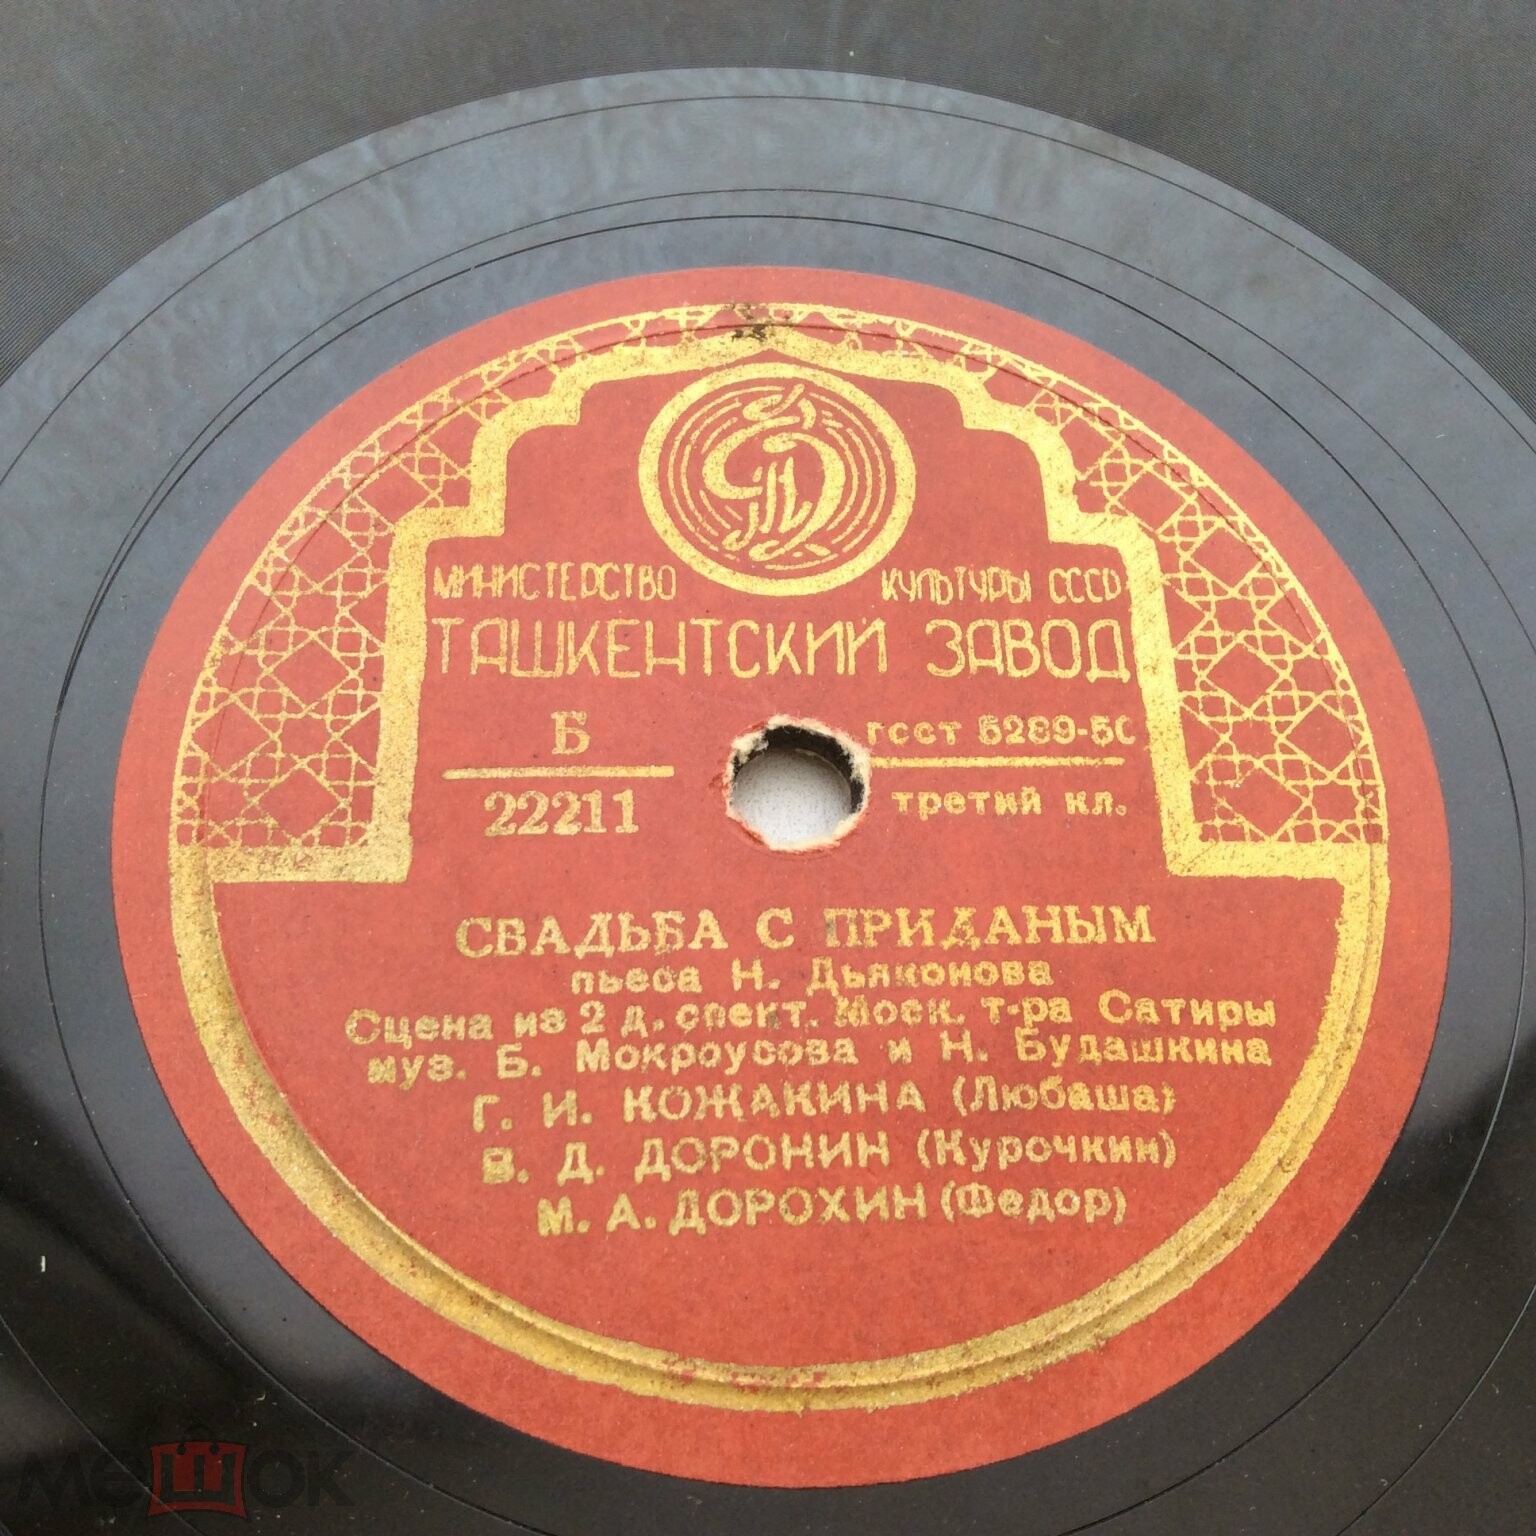 МИНИСТЕРСТВО КУЛЬТУРЫ СССР
ТАШКЕНТСКИЙ ЗАВОД
Б
22211
ГОСТ 5289-50
третий кл.
СВАДЬБА С ПРИДАНЫМ
пьеса Н. Дьяконова
Сцена из 2 д. спект. Моск. т-ра Сатиры
муз. Б. Мокроусова и Н. Будашкина
Г. И. КОЖАКИНА (Любаша)
В. Д. ДОРОНИН (Курочкин)
М. А. ДОРОХИН (Федор)
мешок